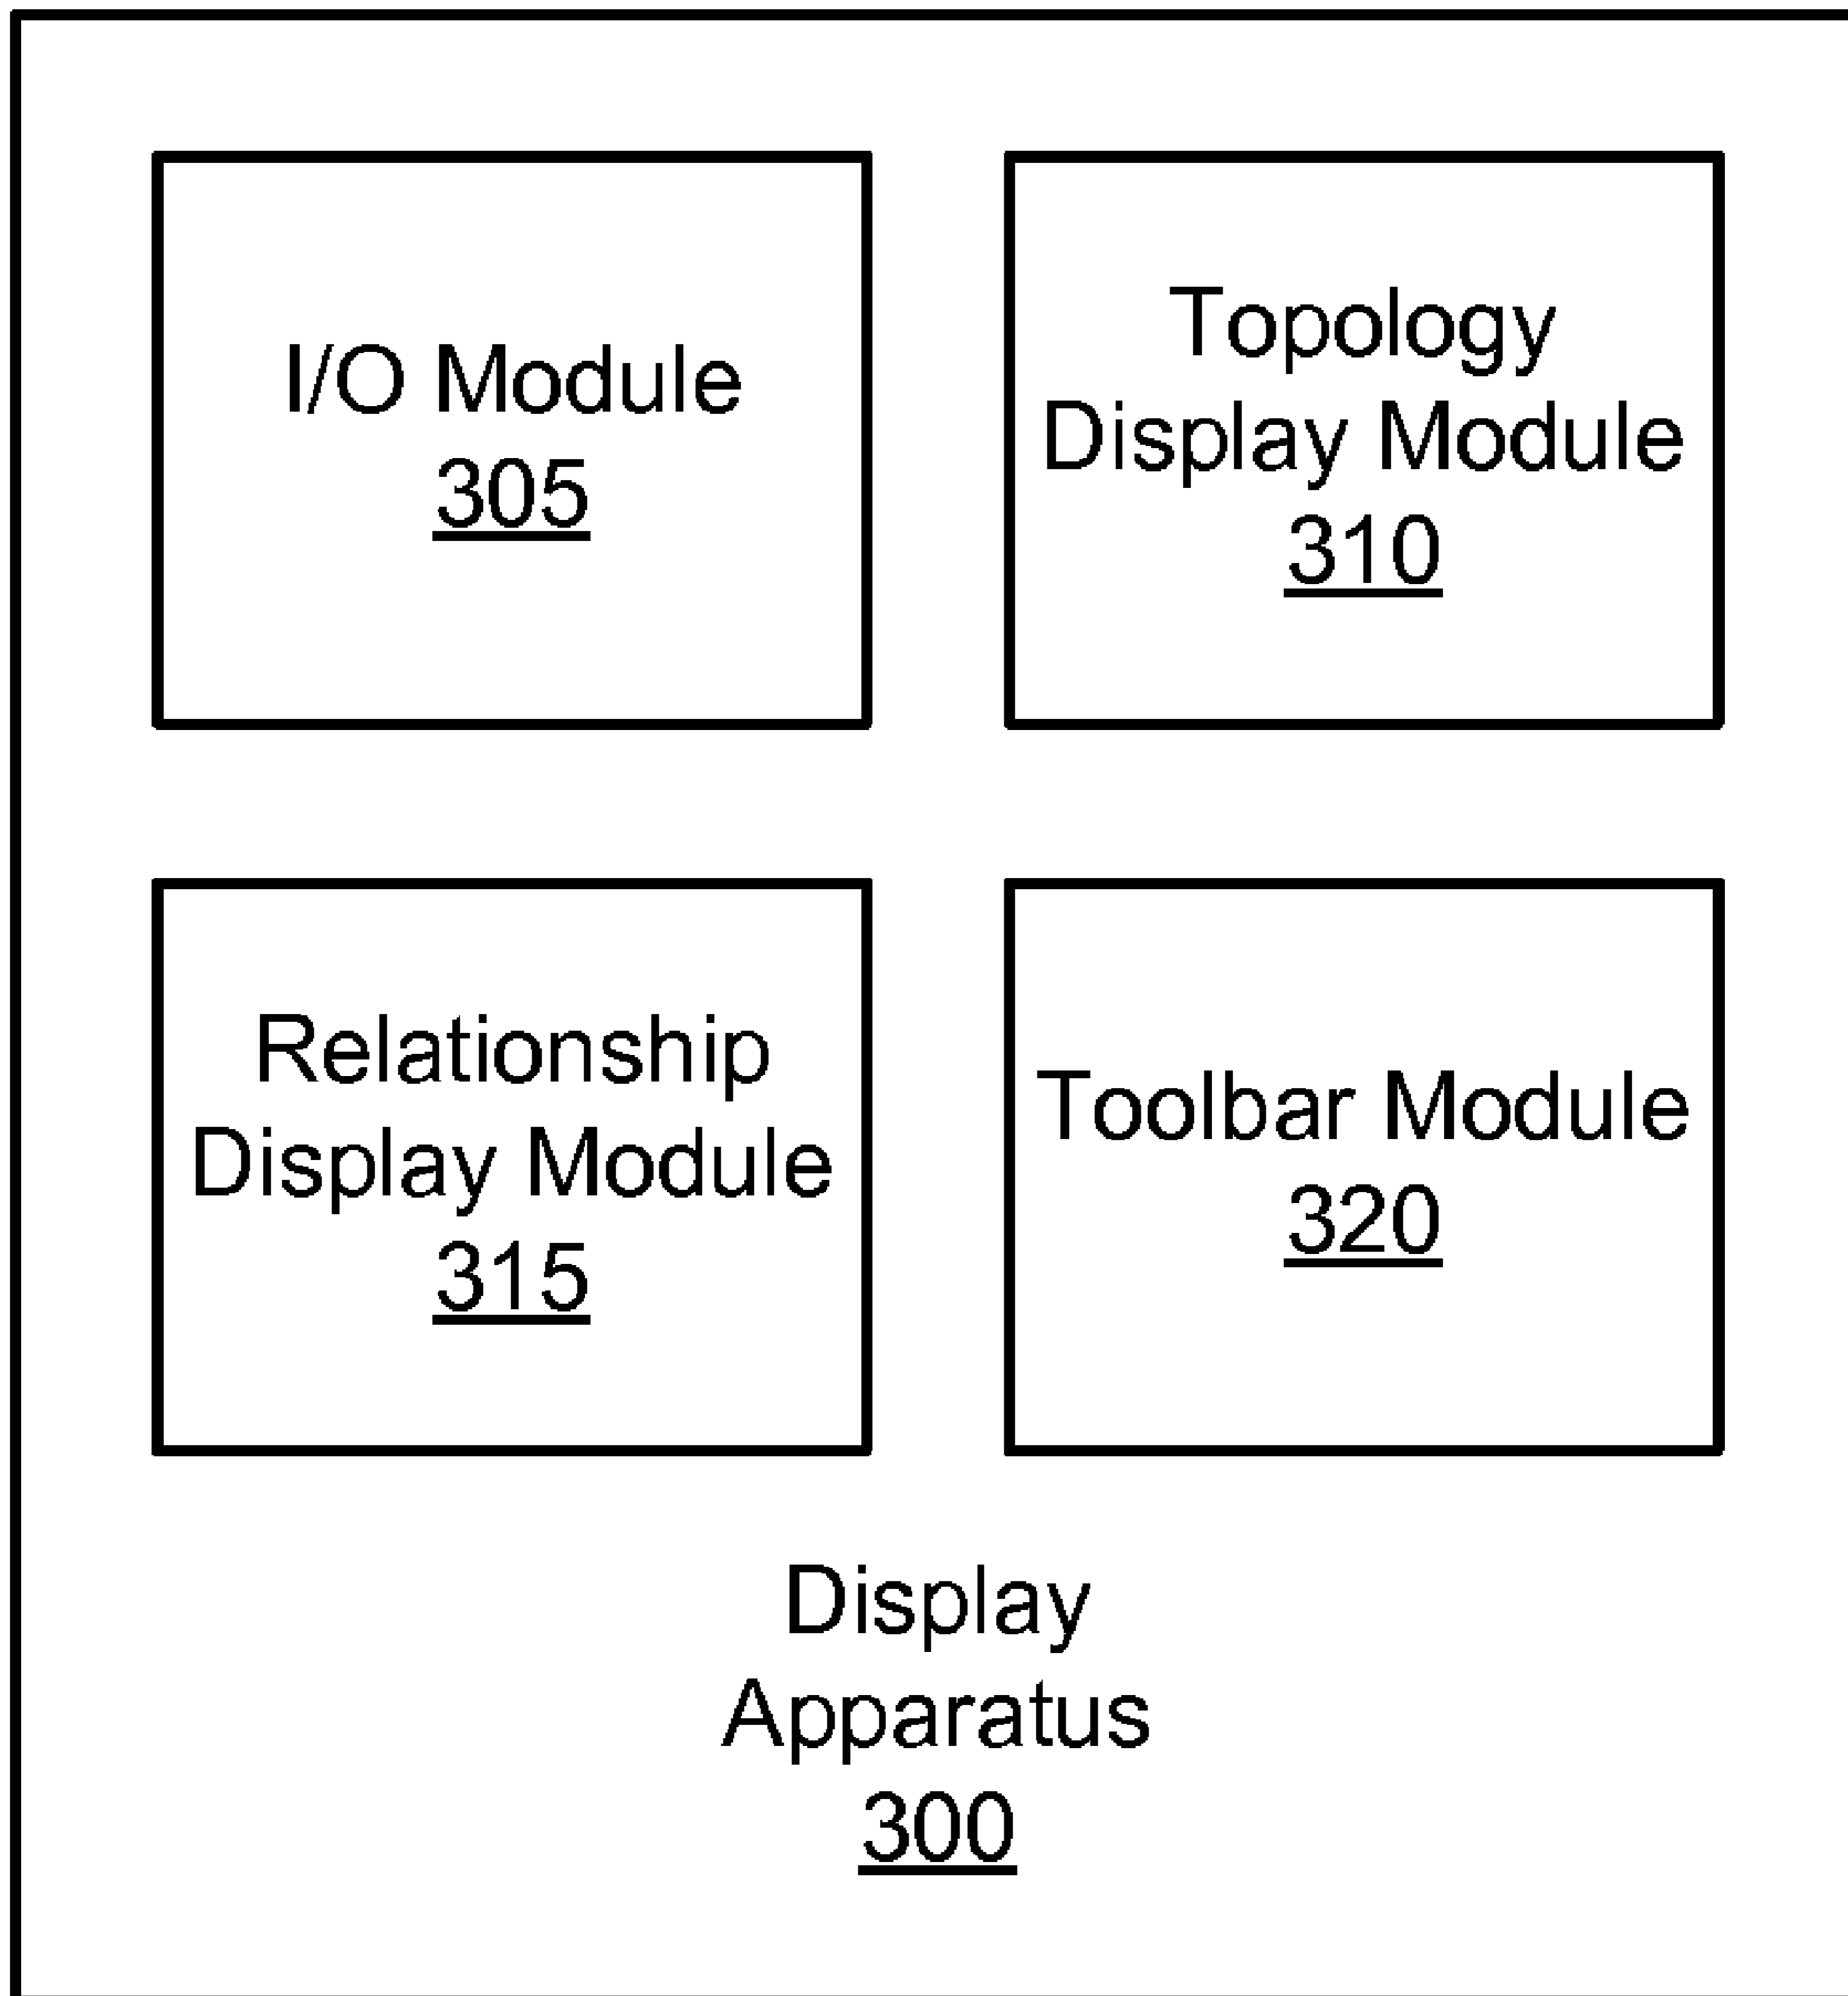 I/O Module
305
Topology
Display Module
310
Relationship
Display Module
315
Toolbar Module
320
Display
Apparatus
300